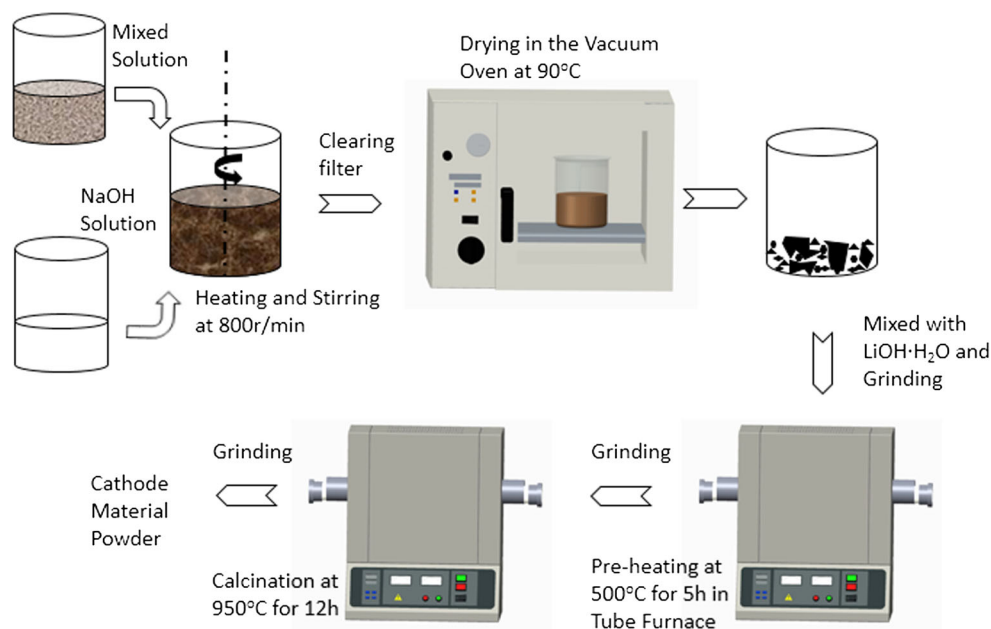 Mixed
Solution
Drying in the Vacuum
Oven at 90°C
Clearing
filter
NaOH
Solution
Heating and Stirring
at 800r/min
Mixed with
LiOH·H₂O and
Grinding
Grinding
Pre-heating at
500°C for 5h in
Tube Furnace
Grinding
Calcination at
950°C for 12h
Cathode
Material
Powder